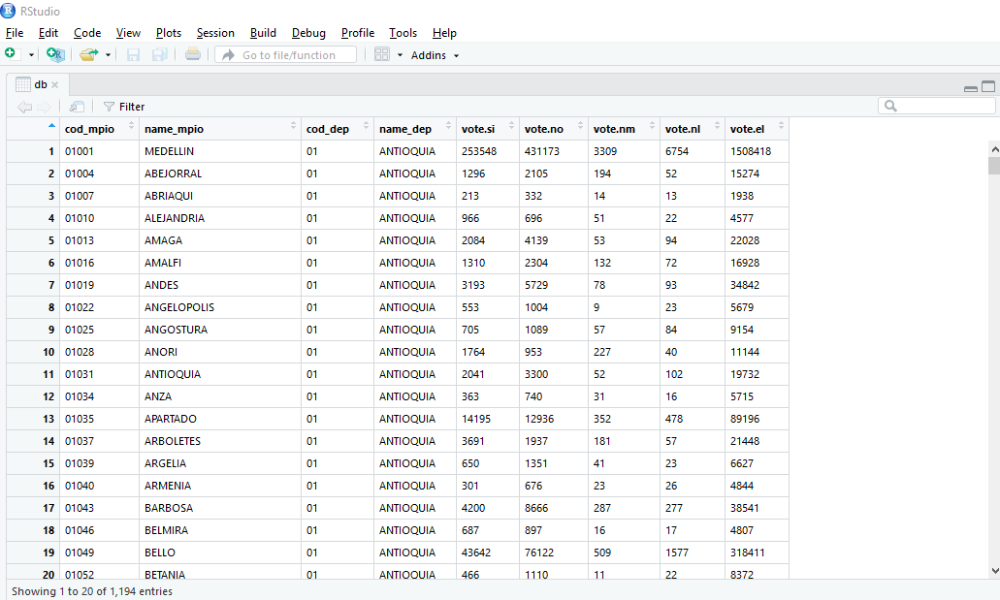 RStudio
File Edit Code View Plots Session Build Debug Profile Tools Help
Go to file/function Addins
db
Filter
cod_mpio name_mpio cod_dep name_dep vote.si vote.no vote.nm vote.nl vote.el
1 01001 MEDELLIN 01 ANTIOQUIA 253548 431173 3309 6754 1508418
2 01004 ABEJORRAL 01 ANTIOQUIA 1296 2105 194 52 15274
3 01007 ABRIAQUI 01 ANTIOQUIA 213 332 14 13 1938
4 01010 ALEJANDRIA 01 ANTIOQUIA 966 696 51 22 4577
5 01013 AMAGA 01 ANTIOQUIA 2084 4139 53 94 22028
6 01016 AMALFI 01 ANTIOQUIA 1310 2304 132 72 16928
7 01019 ANDES 01 ANTIOQUIA 3193 5729 78 93 34842
8 01022 ANGELOPOLIS 01 ANTIOQUIA 553 1004 9 23 5679
9 01025 ANGOSTURA 01 ANTIOQUIA 705 1089 57 84 9154
10 01028 ANORI 01 ANTIOQUIA 1764 953 227 40 11144
11 01031 ANTIOQUIA 01 ANTIOQUIA 2041 3300 52 102 19732
12 01034 ANZA 01 ANTIOQUIA 363 740 31 16 5715
13 01035 APARTADO 01 ANTIOQUIA 14195 12936 352 478 89196
14 01037 ARBOLETES 01 ANTIOQUIA 3691 1937 181 57 21448
15 01039 ARGELIA 01 ANTIOQUIA 650 1351 41 23 6627
16 01040 ARMENIA 01 ANTIOQUIA 301 676 23 26 4844
17 01043 BARBOSA 01 ANTIOQUIA 4200 8666 287 277 38541
18 01046 BELMIRA 01 ANTIOQUIA 687 897 16 17 4807
19 01049 BELLO 01 ANTIOQUIA 43642 76122 509 1577 318411
20 01052 BETANIA 01 ANTIOQUIA 466 1110 11 22 8372
Showing 1 to 20 of 1,194 entries